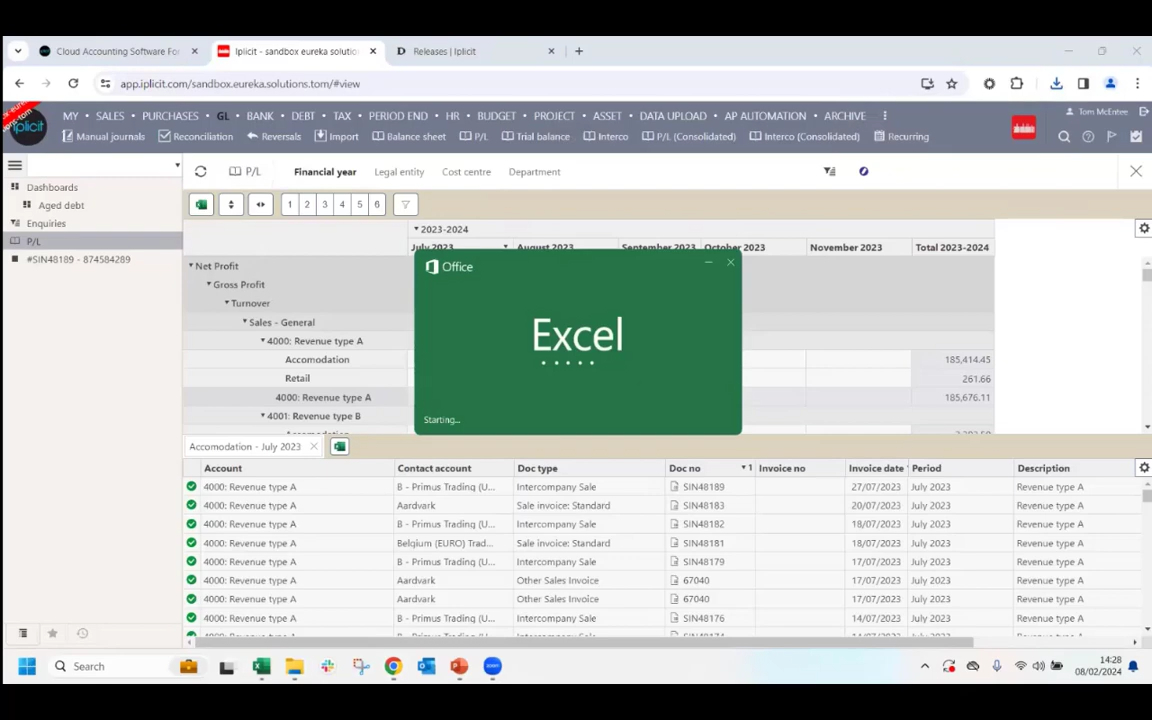 Cloud Accounting Software Fo
Iplicit - sandbox eureka solutio
Releases | Iplicit
app.iplicit.com/sandbox.eureka.solutions.tom/#view
MY SALES PURCHASES GL BANK DEBT TAX PERIOD END HR BUDGET PROJECT ASSET DATA UPLOAD AP AUTOMATION ARCHIVE
Tom McEntee
iplicit
Manual journals Reconciliation Reversals Import Balance sheet P/L Trial balance Interco P/L (Consolidated) Interco (Consolidated) Recurring
P/L Financial year Legal entity Cost centre Department
Dashboards
Aged debt
Enquiries
P/L
#SIN48189 - 874584289
1 2 3 4 5 6
2023-2024
July 2023 August 2023 September 2023 October 2023 November 2023 Total 2023-2024
Net Profit
Gross Profit
Turnover
Sales - General
4000: Revenue type A
Accomodation 185,414.45
Retail 261.66
4000: Revenue type A 185,676.11
4001: Revenue type B
Office
Excel
Starting...
Accomodation - July 2023
Account Contact account Doc type Doc no 1 Invoice no Invoice date Period Description
4000: Revenue type A B - Primus Trading (U... Intercompany Sale SIN48189 27/07/2023 July 2023 Revenue type A
4000: Revenue type A Aardvark Sale invoice: Standard SIN48183 20/07/2023 July 2023 Revenue type A
4000: Revenue type A B - Primus Trading (U... Intercompany Sale SIN48182 18/07/2023 July 2023 Revenue type A
4000: Revenue type A Belgium (EURO) Trad... Sale invoice: Standard SIN48181 18/07/2023 July 2023 Revenue type A
4000: Revenue type A B - Primus Trading (U... Intercompany Sale SIN48179 17/07/2023 July 2023 Revenue type A
4000: Revenue type A Aardvark Other Sales Invoice 67040 17/07/2023 July 2023 Revenue type A
4000: Revenue type A Aardvark Other Sales Invoice 67040 17/07/2023 July 2023 Revenue type A
4000: Revenue type A B - Primus Trading (U... Intercompany Sale SIN48176 14/07/2023 July 2023 Revenue type A
Search
14:28
08/02/2024